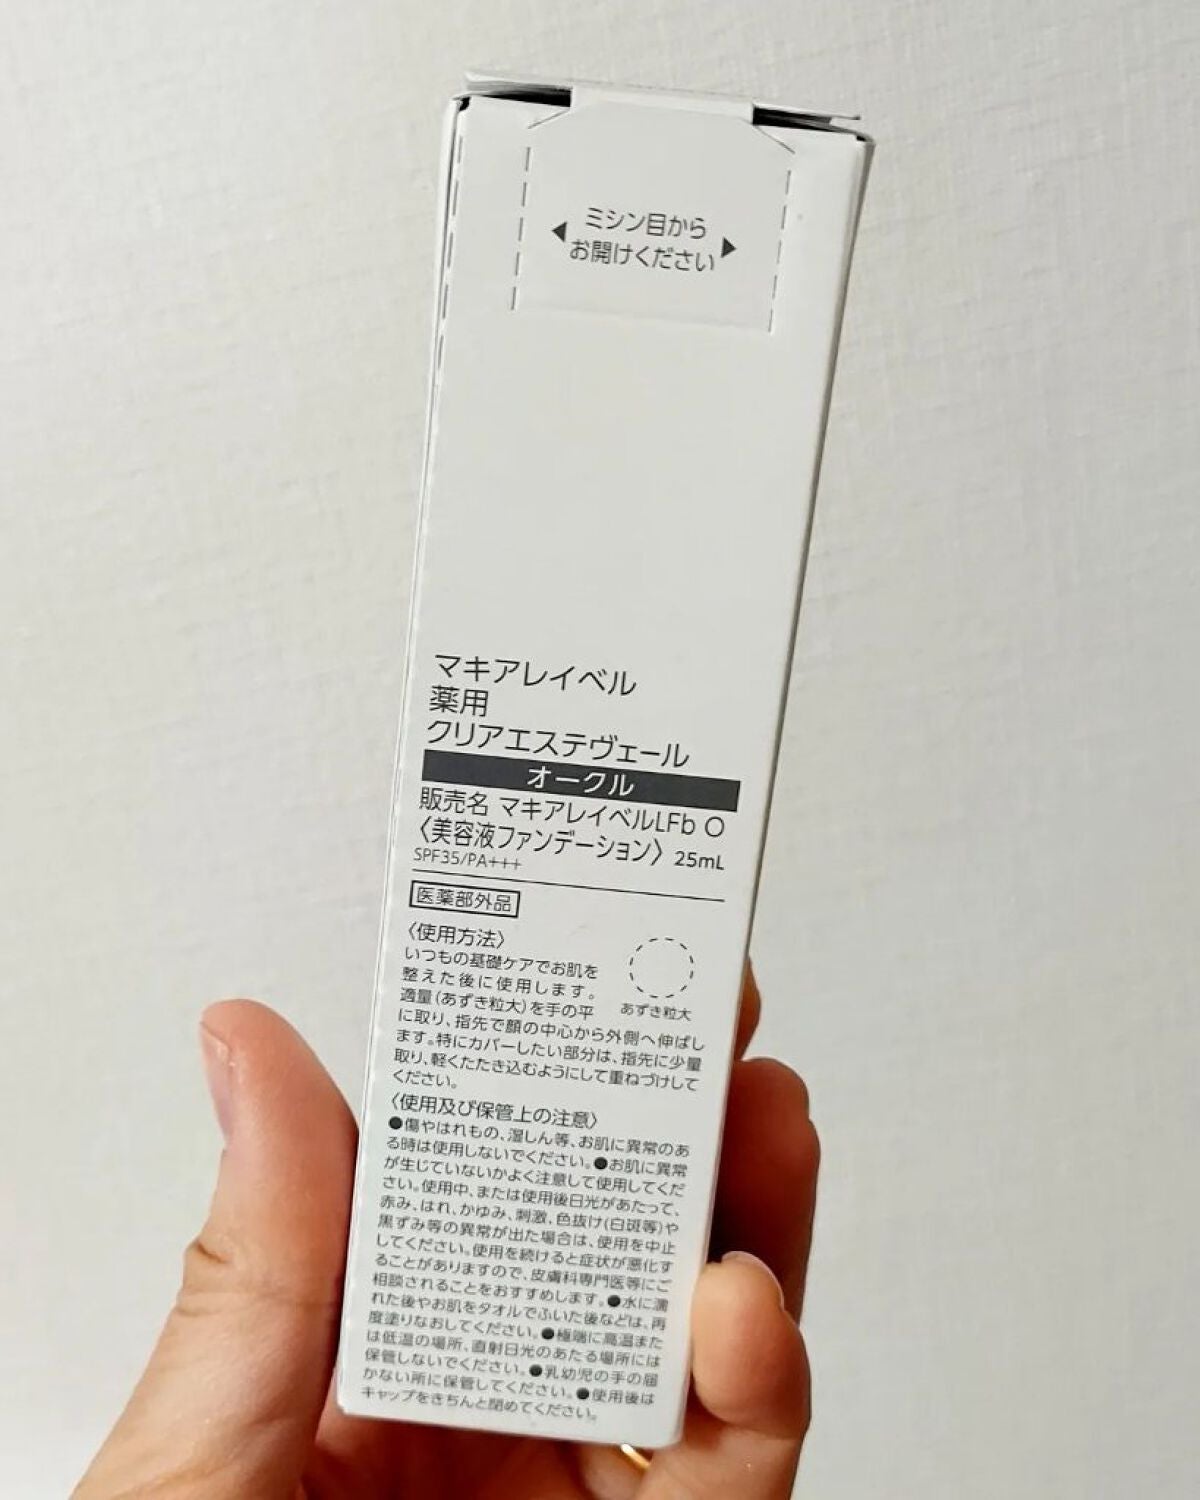 ミシン目から
お開けください
マキアレイベル
薬用
クリアエステヴェール
オークル
販売名 マキアレイベルLFb O
〈美容液ファンデーション〉 25mL
SPF35/PA+++
医薬部外品
〈使用方法〉
いつもの基礎ケアでお肌を
整えた後に使用します。
適量(あずき粒大)を手の平
あずき粒大
に取り、指先で顔の中心から外側へ伸ばし
ます。特にカバーしたい部分は、指先に少量
取り、軽くたたき込むようにして重ねづけして
ください。
〈使用及び保管上の注意〉
●傷やはれもの、湿しん等、お肌に異常のあ
る時は使用しないでください。●お肌に異常
が生じていないかよく注意して使用してくだ
さい。使用中、または使用後日光があたって、
赤み、はれ、かゆみ、刺激、色抜け(白斑等)や
黒ずみ等の異常が出た場合は、使用を中止
してください。使用を続けると症状が悪化す
ることがありますので、皮膚科専門医等にご
相談されることをおすすめします。●水に濡
れた後やお肌をタオルでふいた後などは、再
度塗りなおしてください。●極端に高温また
は低温の場所、直射日光のあたる場所には
保管しないでください。●乳幼児の手の届
かない所に保管してください。●使用後は
キャップをきちんと閉めてください。